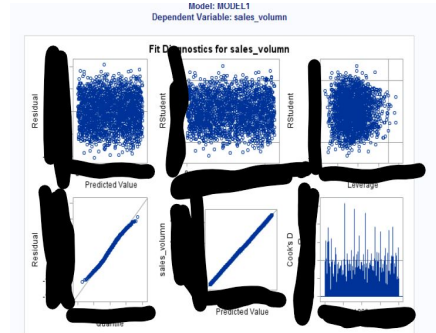 Model: MODEL1
Dependent Variable: sales_volumn
Fit Diagnostics for sales_volumn
Residual
RStudent
RStudent
Predicted Value
Leverage
Residual
sales_volumn
Cook's D
Quantile
Predicted Value